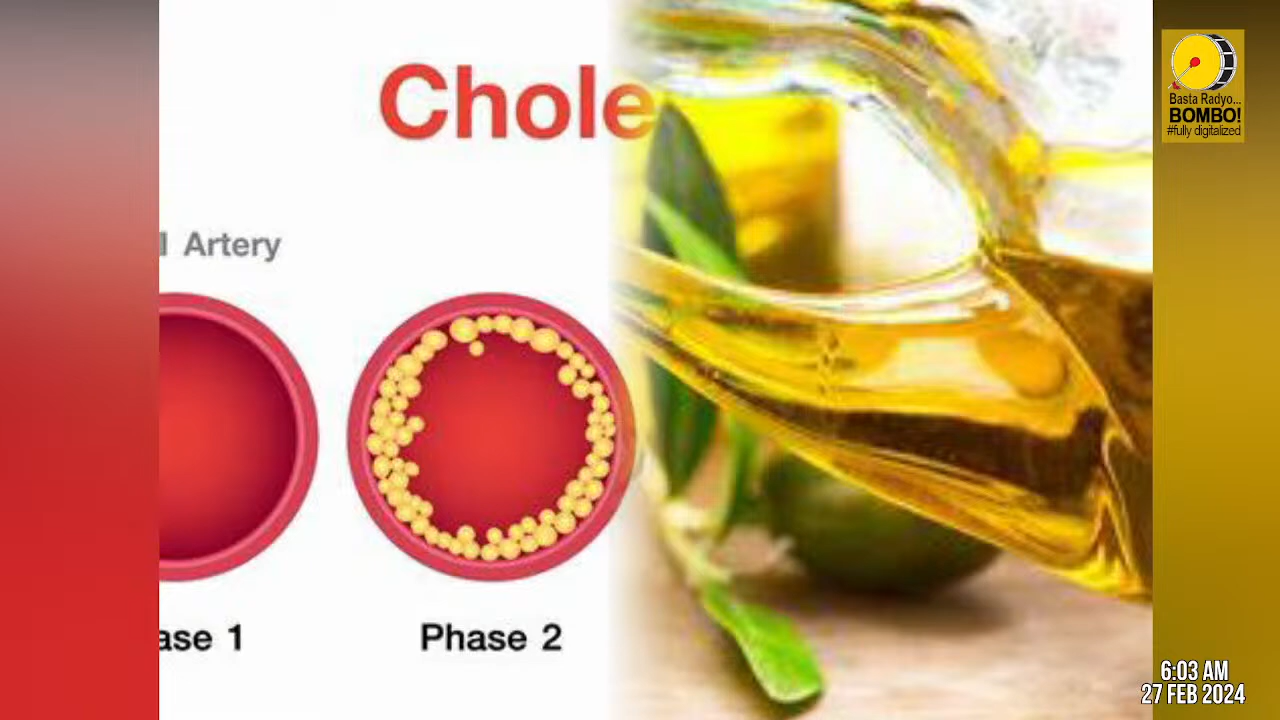 Chole
Artery
ase 1
Phase 2
Basta Radyo...
BOMBO!
#fully digitalized
6:03 AM
27 FEB 2024